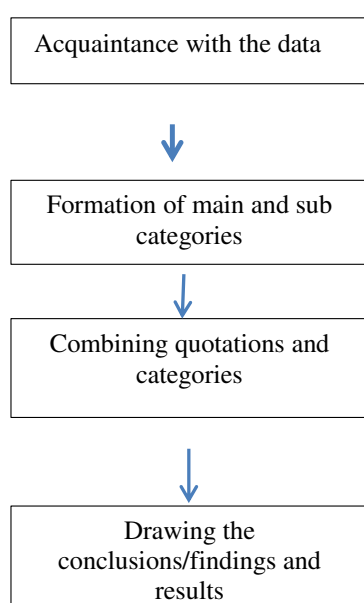 Acquaintance with the data
Formation of main and sub
categories
Combining quotations and
categories
Drawing the
conclusions/findings and
results